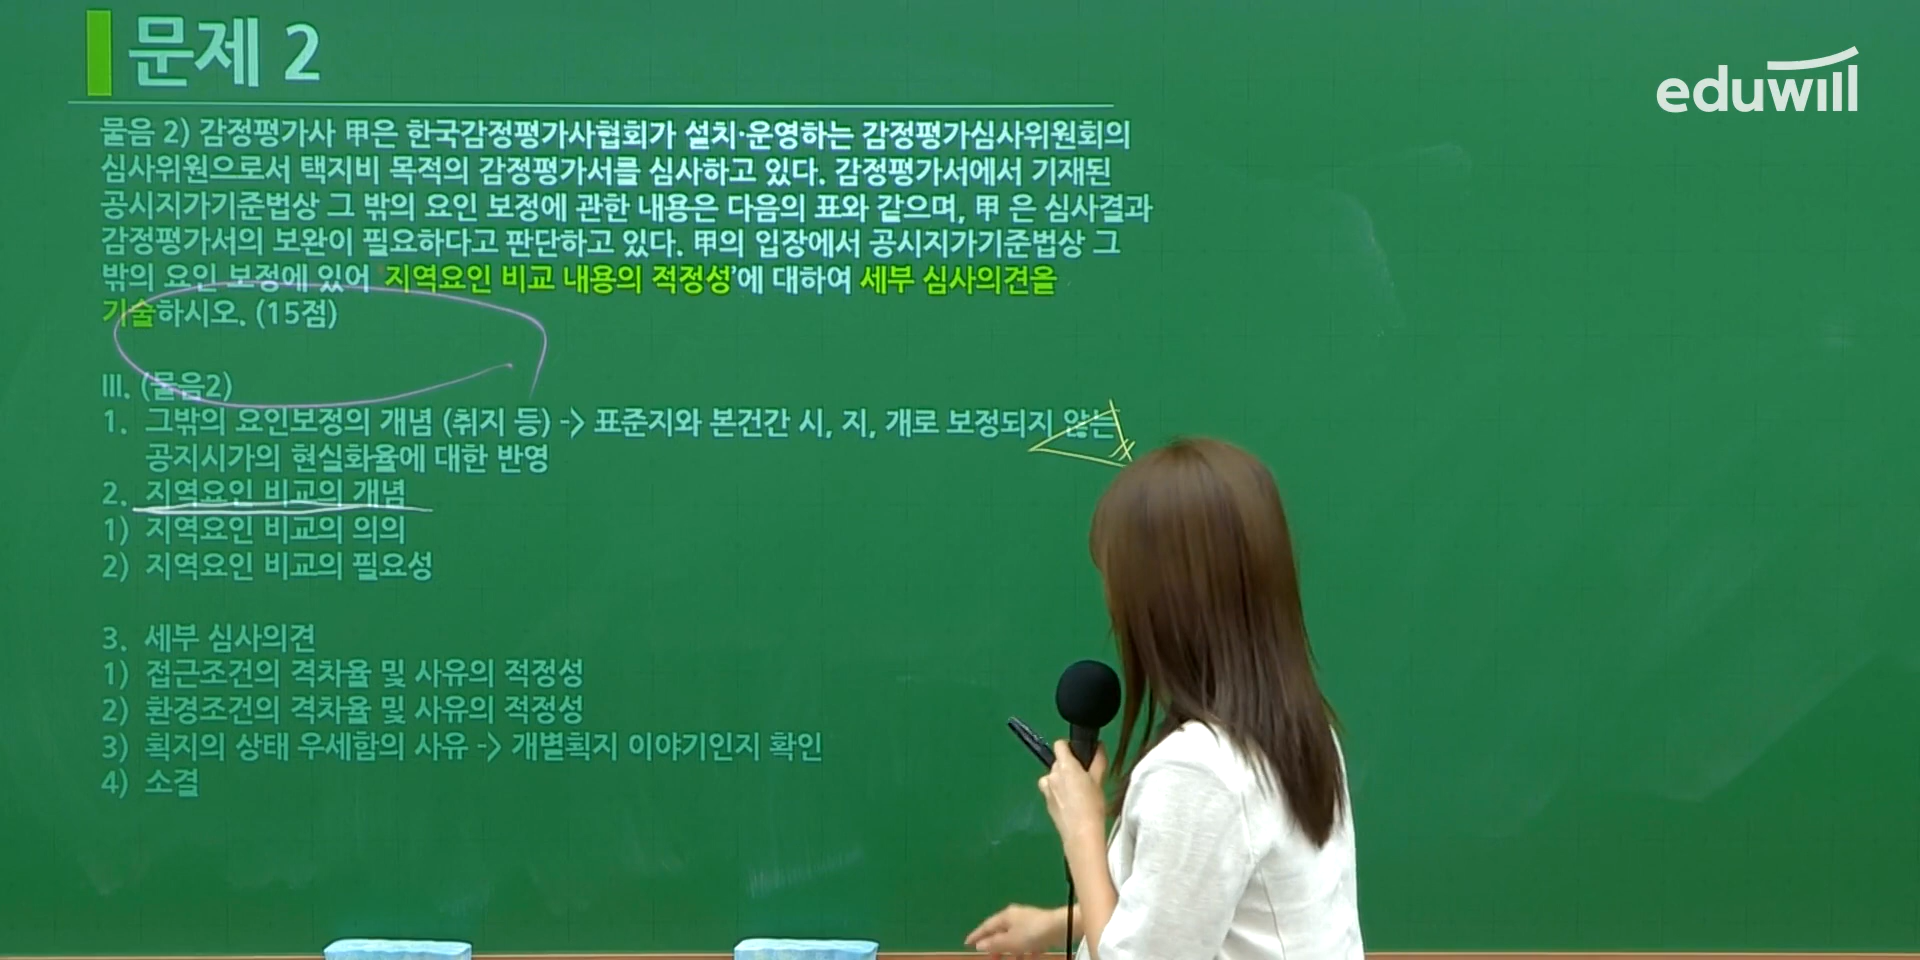 문제 2
eduwill
물음 2) 감정평가사 甲은 한국감정평가사협회가 설치·운영하는 감정평가심사위원회의
심사위원으로서 택지비 목적의 감정평가서를 심사하고 있다. 감정평가서에서 기재된
공시지가기준법상 그 밖의 요인 보정에 관한 내용은 다음의 표와 같으며, 甲 은 심사결과
감정평가서의 보완이 필요하다고 판단하고 있다. 甲의 입장에서 공시지가기준법상 그
밖의 요인 보정에 있어 '지역요인 비교 내용의 적정성'에 대하여 세부 심사의견을
기술하시오. (15점)
III. (물음2)
1. 그밖의 요인보정의 개념 (취지 등) -> 표준지와 본건간 시, 지, 개로 보정되지 않는
공지시가의 현실화율에 대한 반영
2. 지역요인 비교의 개념
1) 지역요인 비교의 의의
2) 지역요인 비교의 필요성
3. 세부 심사의견
1) 접근조건의 격차율 및 사유의 적정성
2) 환경조건의 격차율 및 사유의 적정성
3) 획지의 상태 우세함의 사유 -> 개별획지 이야기인지 확인
4) 소결